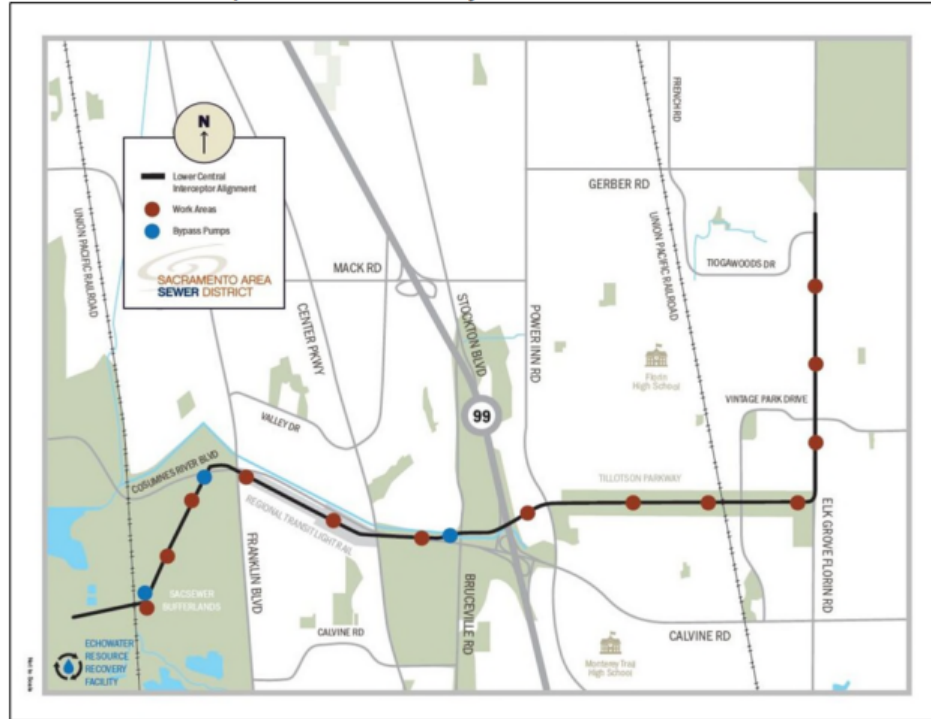 N
Lower Central
Interceptor Alignment
Work Areas
Bypass Pumps
SACRAMENTO AREA
SEWER DISTRICT
UNION PACIFIC RAILROAD
MACK RD
CENTER PKWY
STOCKTON BLVD
POWER INN RD
FRENCH RD
GERBER RD
UNION PACIFIC RAILROAD
TIOGAWOODS DR
Florin
High School
99
VINTAGE PARK DRIVE
VALLEY DR
COSUMNES RIVER BLVD
REGIONAL TRANSIT LIGHT RAIL
TILLOTSON PARKWAY
ELK GROVE FLORIN RD
FRANKLIN BLVD
BRUCEVILLE RD
SACSEWER
BUFFERLANDS
CALVINE RD
CALVINE RD
Monterey Trail
High School
ECHOWATER
RESOURCE
RECOVERY
FACILITY
Not to Scale